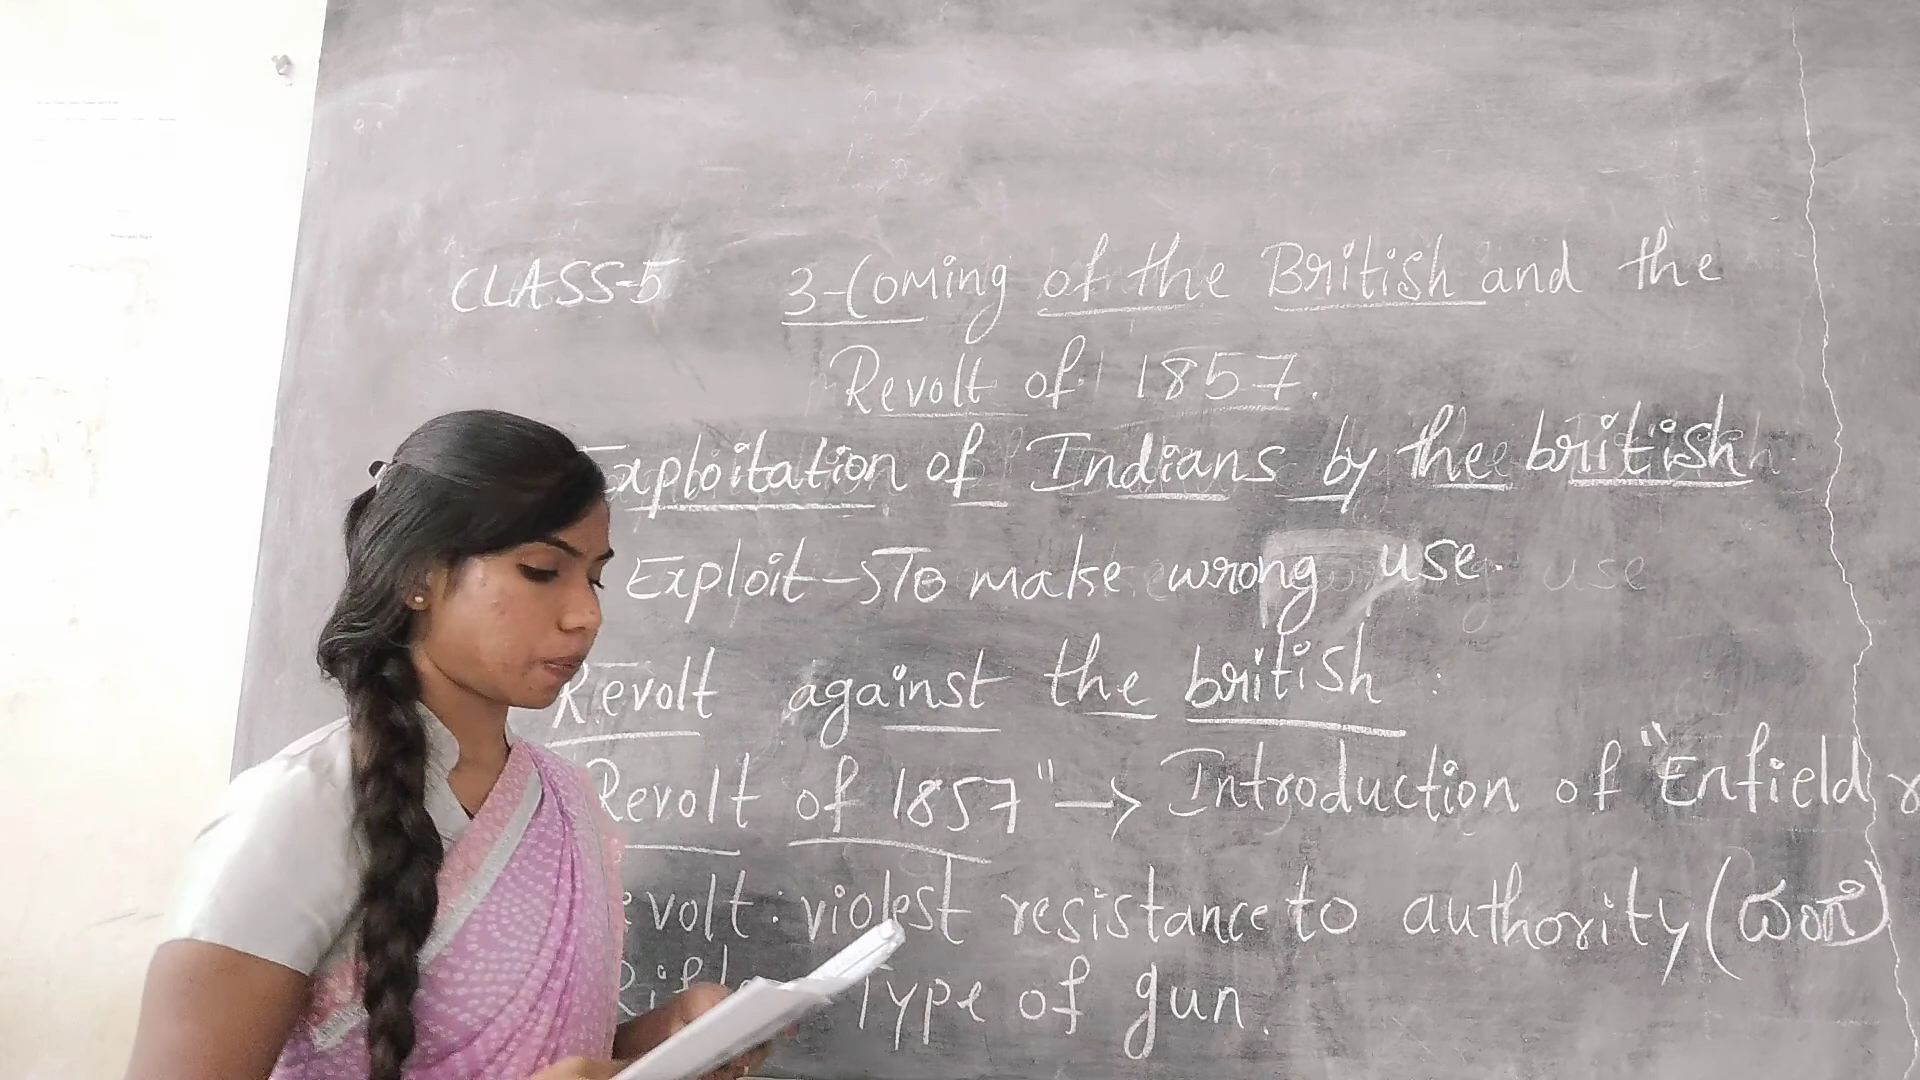 CLASS-5 3-Coming of the British and the
Revolt of 1857.
Exploitation of Indians by the british
Exploit → To make wrong use.
Revolt against the british :
Revolt of 1857" → Introduction of "Enfield
evolt : violest resistance to authority (ದಂಗೆ)
Rifle Type of gun.